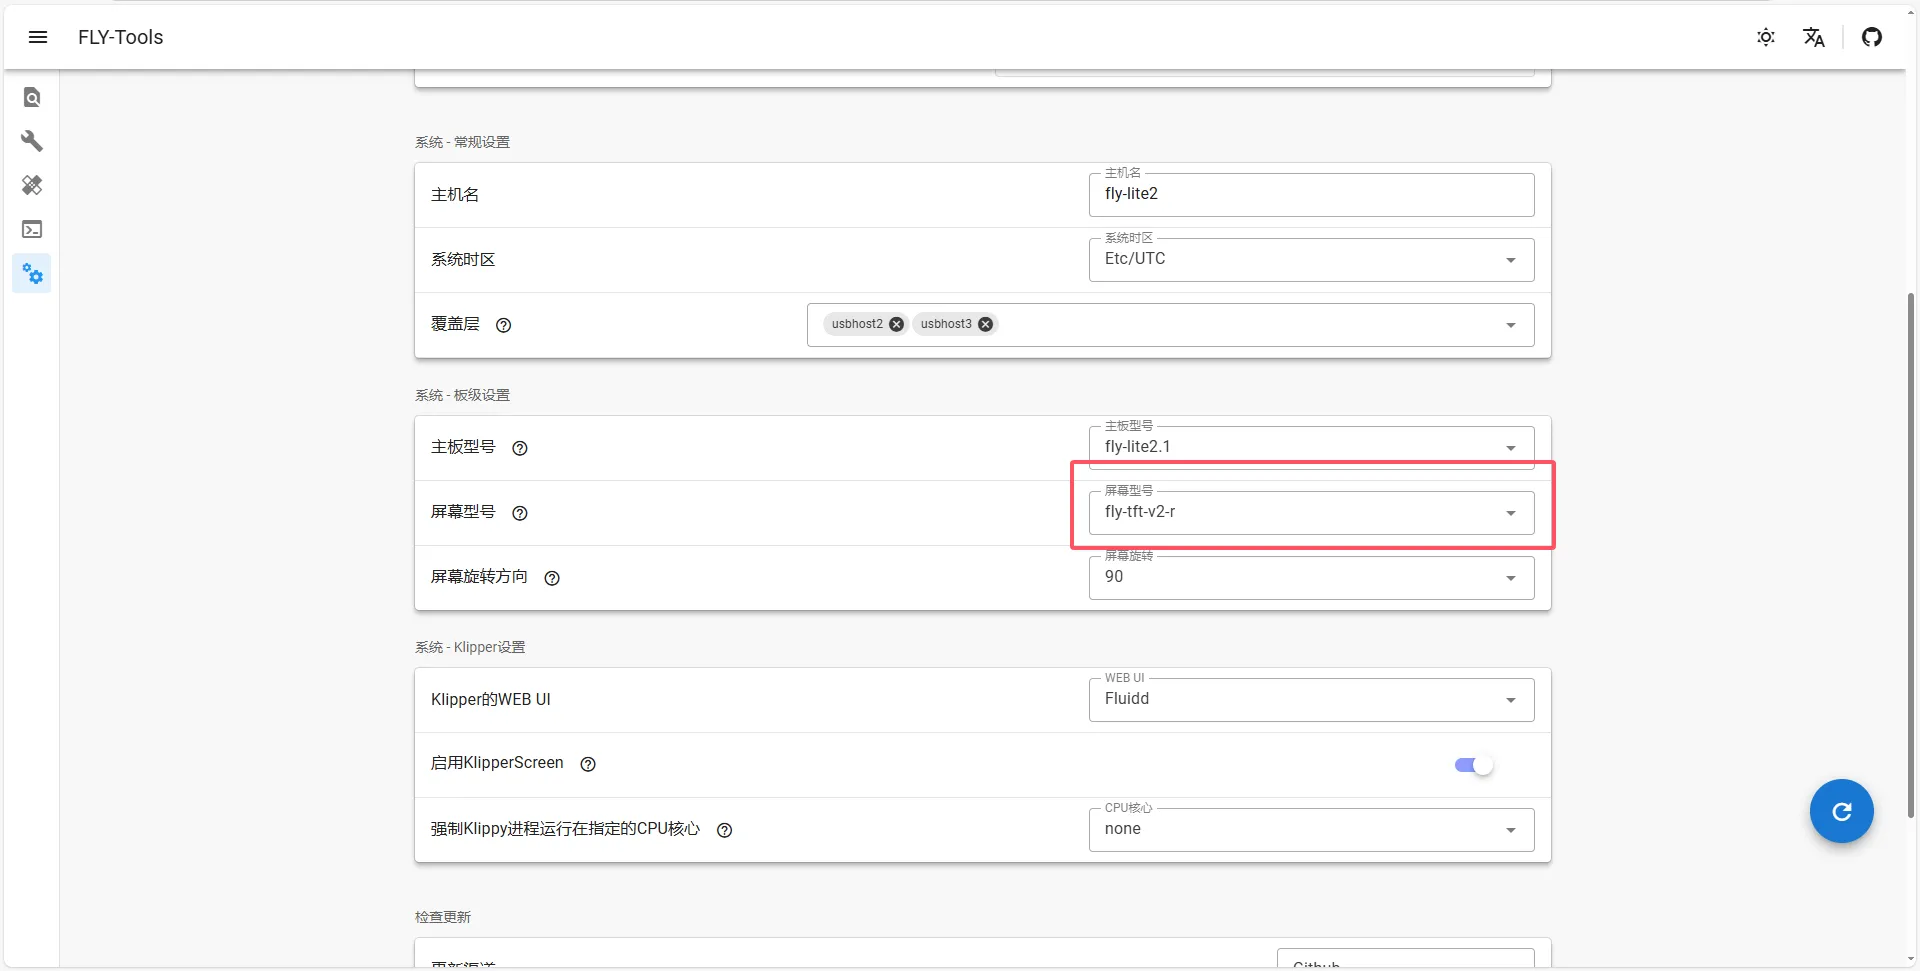 FLY-Tools
系统 - 常规设置
主机名
主机名
fly-lite2
系统时区
系统时区
Etc/UTC
覆盖层
usbhost2
usbhost3
系统 - 板级设置
主板型号
主板型号
fly-lite2.1
屏幕型号
屏幕型号
fly-tft-v2-r
屏幕旋转方向
屏幕旋转
90
系统 - Klipper设置
Klipper的WEB UI
WEB UI
Fluidd
启用KlipperScreen
强制Klippy进程运行在指定的CPU核心
CPU核心
none
检查更新
更新渠道
Github